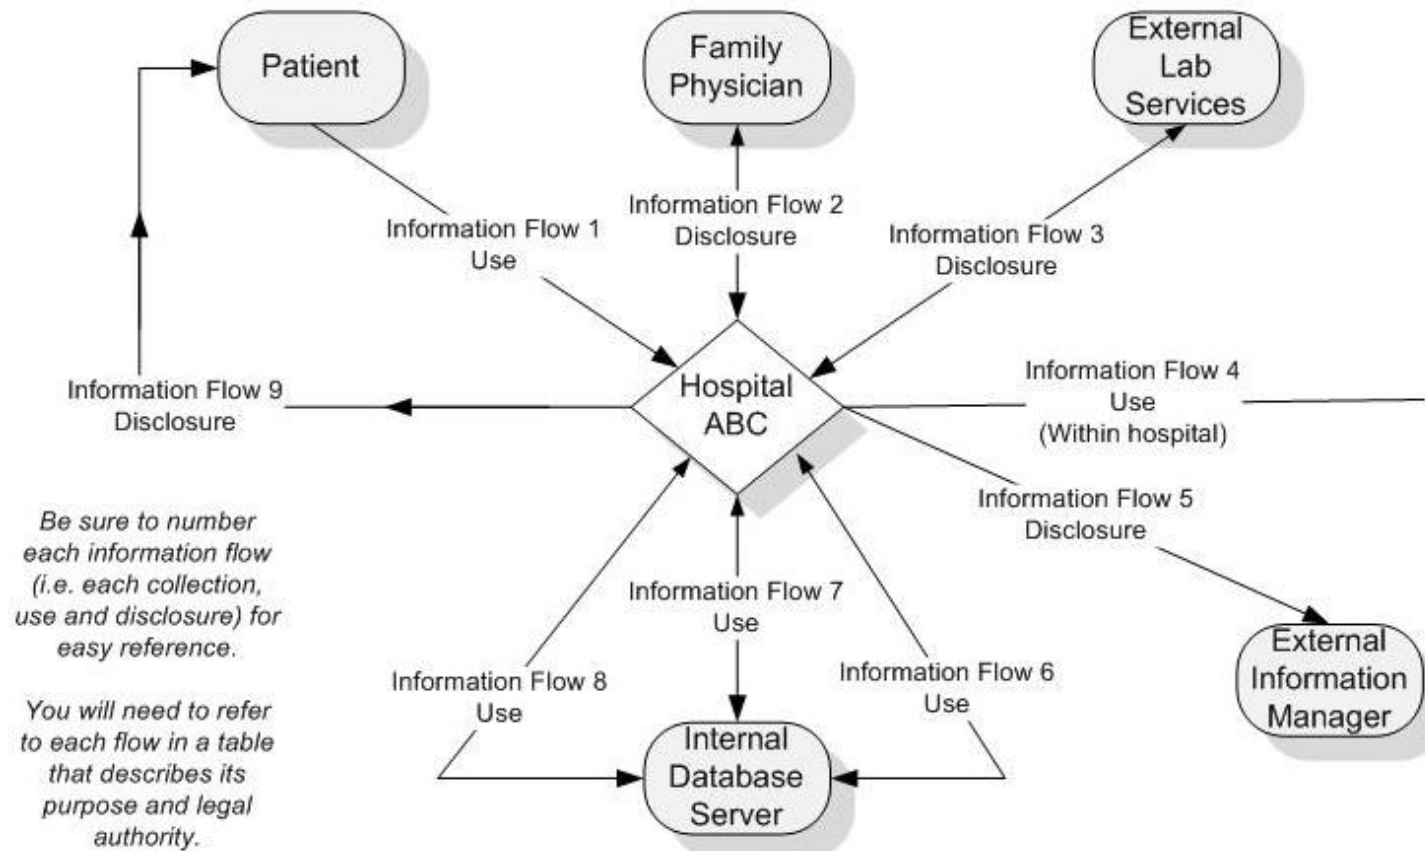 Patient
Family
Physician
External
Lab
Services
Information Flow 1
Use
Information Flow 2
Disclosure
Information Flow 3
Disclosure
Information Flow 9
Disclosure
Hospital
ABC
Information Flow 4
Use
(Within hospital)
Information Flow 5
Disclosure
Be sure to number
each information flow
(i.e. each collection,
use and disclosure) for
easy reference.
You will need to refer
to each flow in a table
that describes its
purpose and legal
authority.
Information Flow 8
Use
Information Flow 7
Use
Information Flow 6
Use
External
Information
Manager
Internal
Database
Server